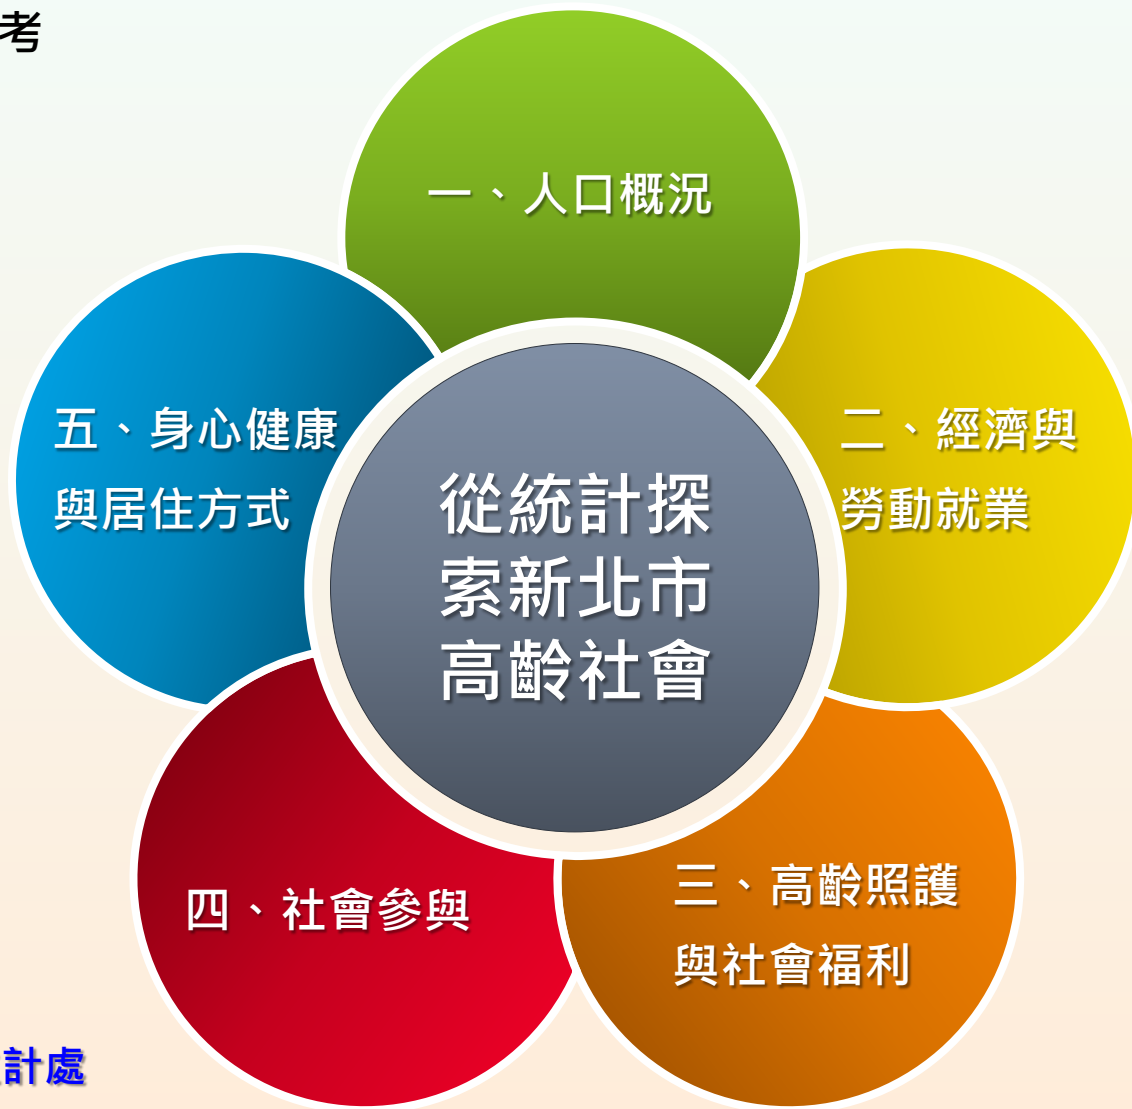 考
一、人口概況
二、經濟與
勞動就業
三、高齡照護
與社會福利
四、社會參與
五、身心健康
與居住方式
從統計探
索新北市
高齡社會
計處